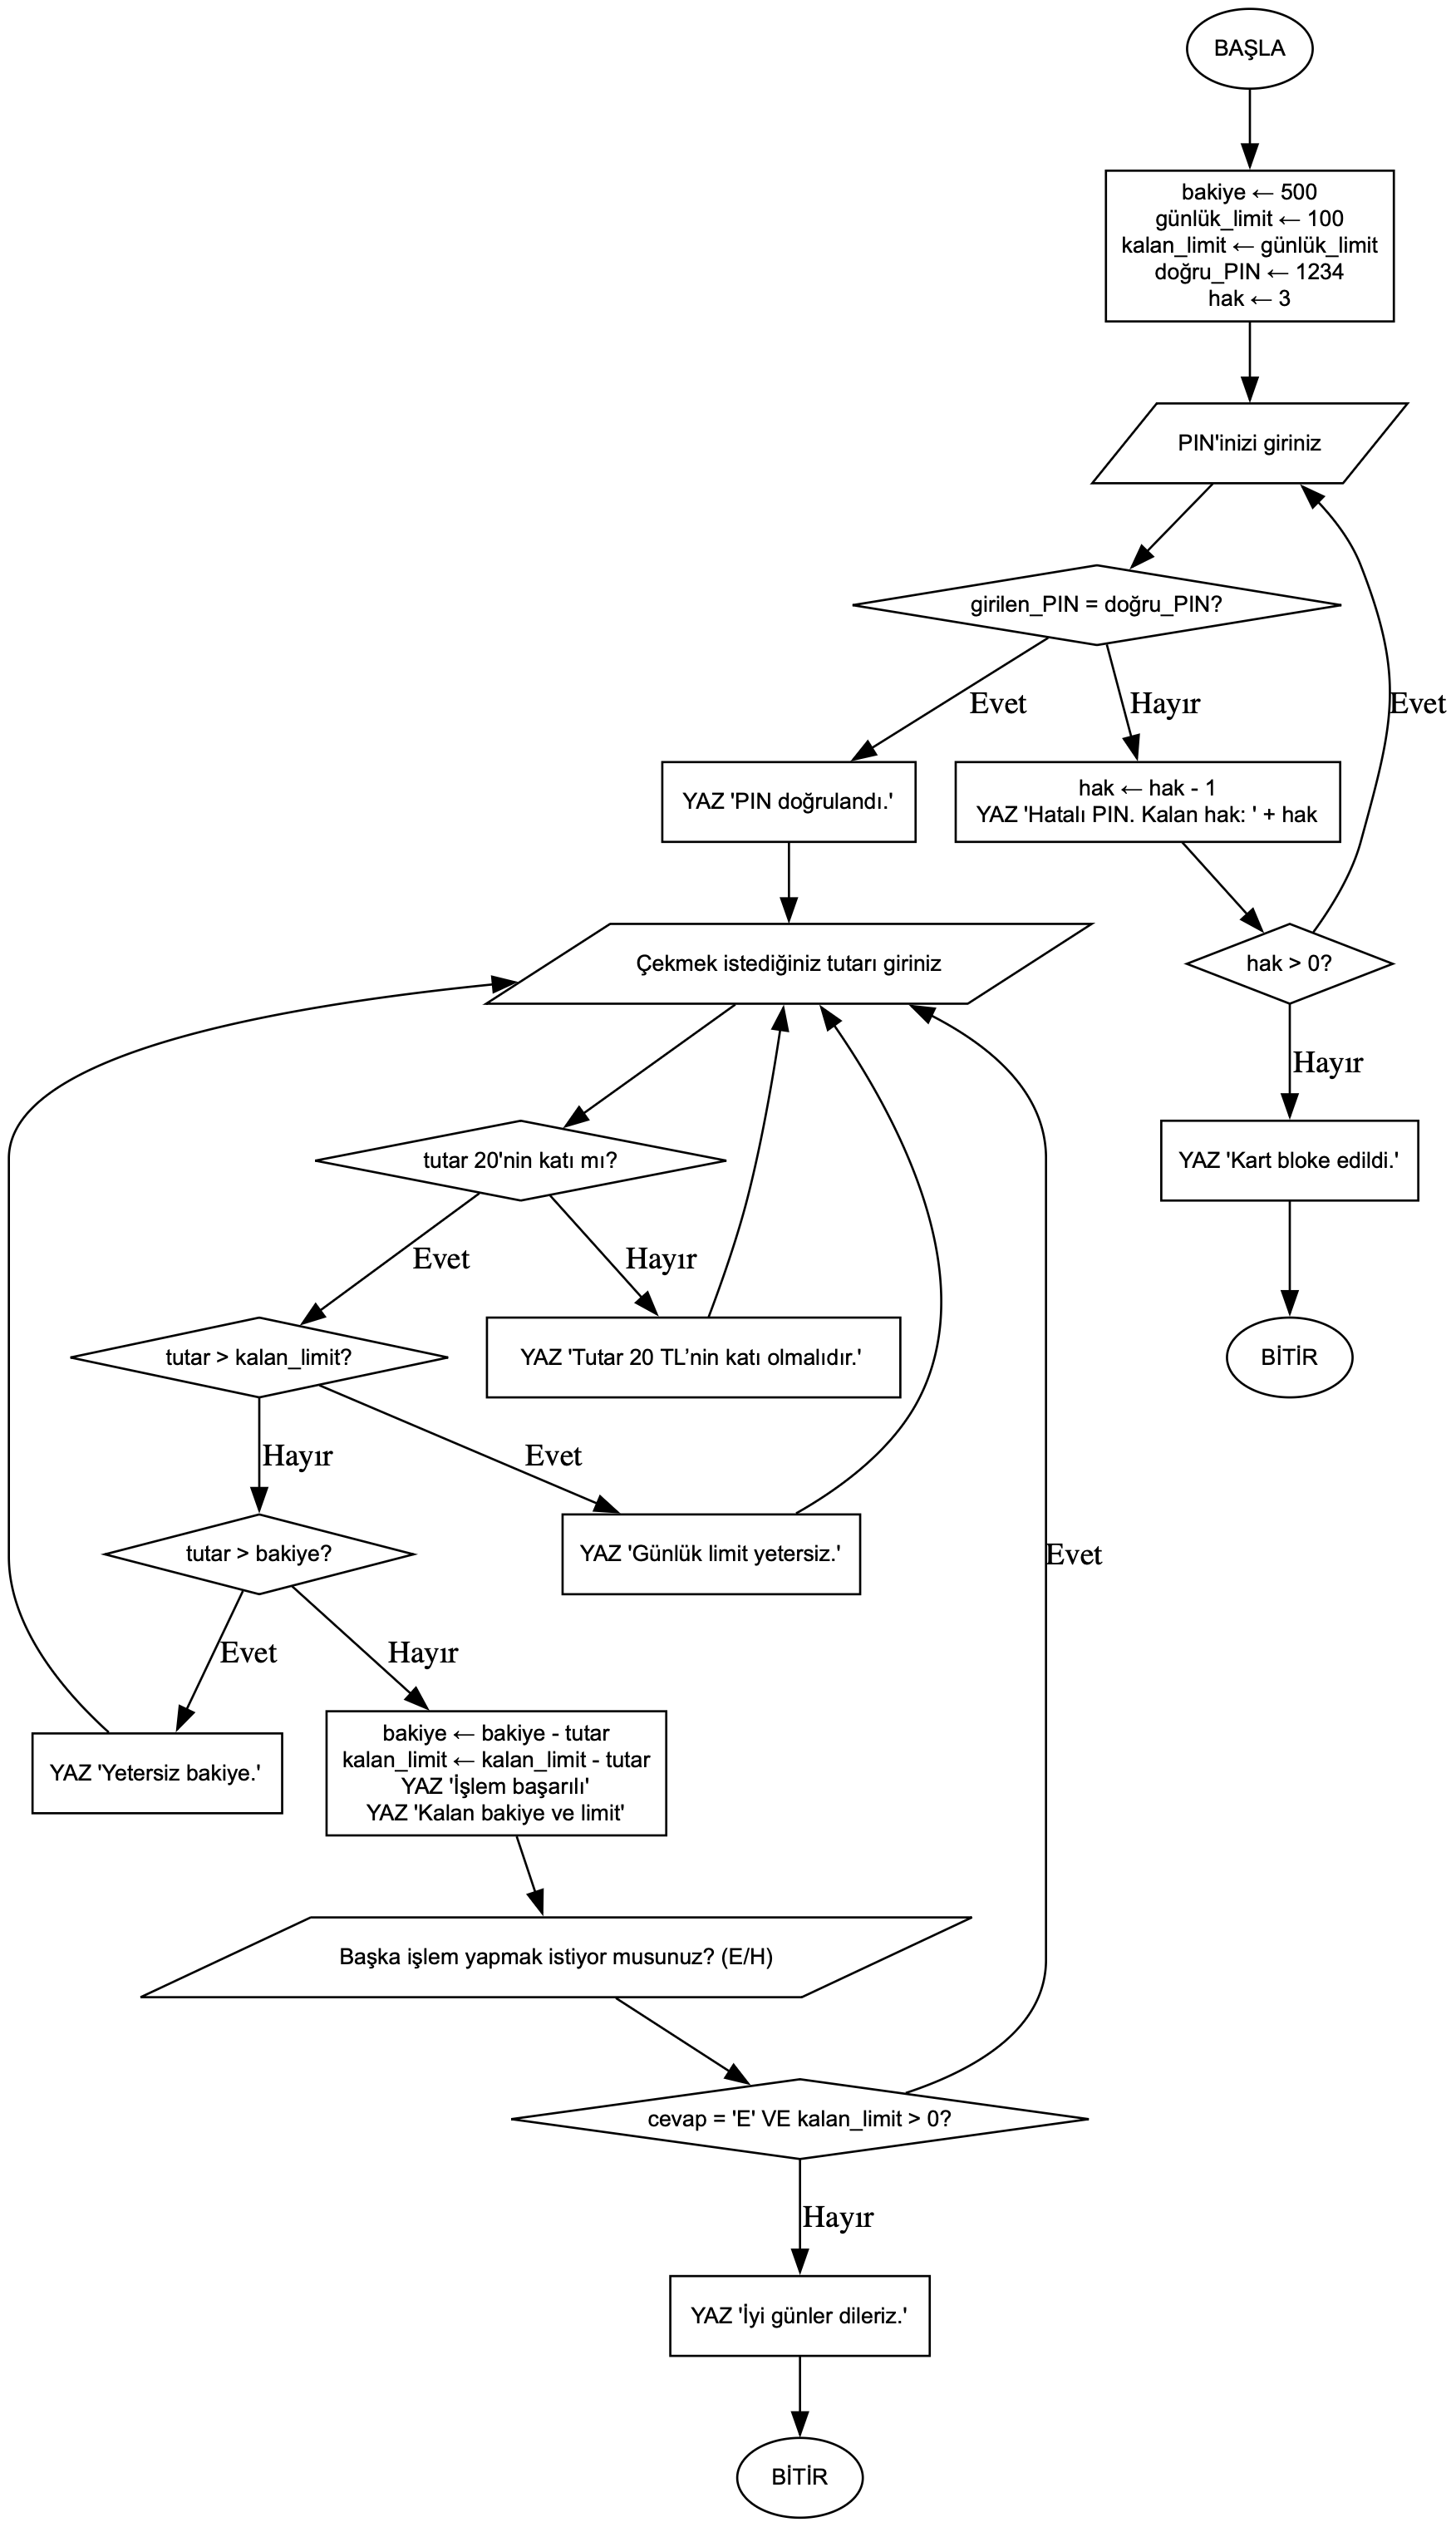 BAŞLA
bakiye ← 500
günlük_limit ← 100
kalan_limit ← günlük_limit
doğru_PIN ← 1234
hak ← 3
PIN'inizi giriniz
girilen_PIN = doğru_PIN?
Evet
Hayır
Evet
YAZ 'PIN doğrulandı.'
hak ← hak - 1
YAZ 'Hatalı PIN. Kalan hak: ' + hak
Çekmek istediğiniz tutarı giriniz
hak > 0?
Hayır
tutar 20'nin katı mı?
YAZ 'Kart bloke edildi.'
Evet
Hayır
tutar > kalan_limit?
YAZ 'Tutar 20 TL’nin katı olmalıdır.'
BİTİR
Hayır
Evet
tutar > bakiye?
YAZ 'Günlük limit yetersiz.'
Evet
Evet
Hayır
YAZ 'Yetersiz bakiye.'
bakiye ← bakiye - tutar
kalan_limit ← kalan_limit - tutar
YAZ 'İşlem başarılı'
YAZ 'Kalan bakiye ve limit'
Başka işlem yapmak istiyor musunuz? (E/H)
cevap = 'E' VE kalan_limit > 0?
Hayır
YAZ 'İyi günler dileriz.'
BİTİR